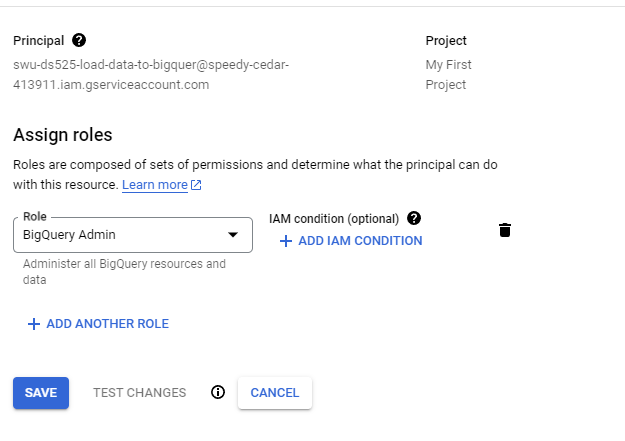 Principal
Project
swu-ds525-load-data-to-bigquer@speedy-cedar-
413911.iam.gserviceaccount.com
My First
Project
Assign roles
Roles are composed of sets of permissions and determine what the principal can do
with this resource. Learn more
Role
BigQuery Admin
IAM condition (optional)
ADD IAM CONDITION
Administer all BigQuery resources and
data
ADD ANOTHER ROLE
SAVE
TEST CHANGES
CANCEL